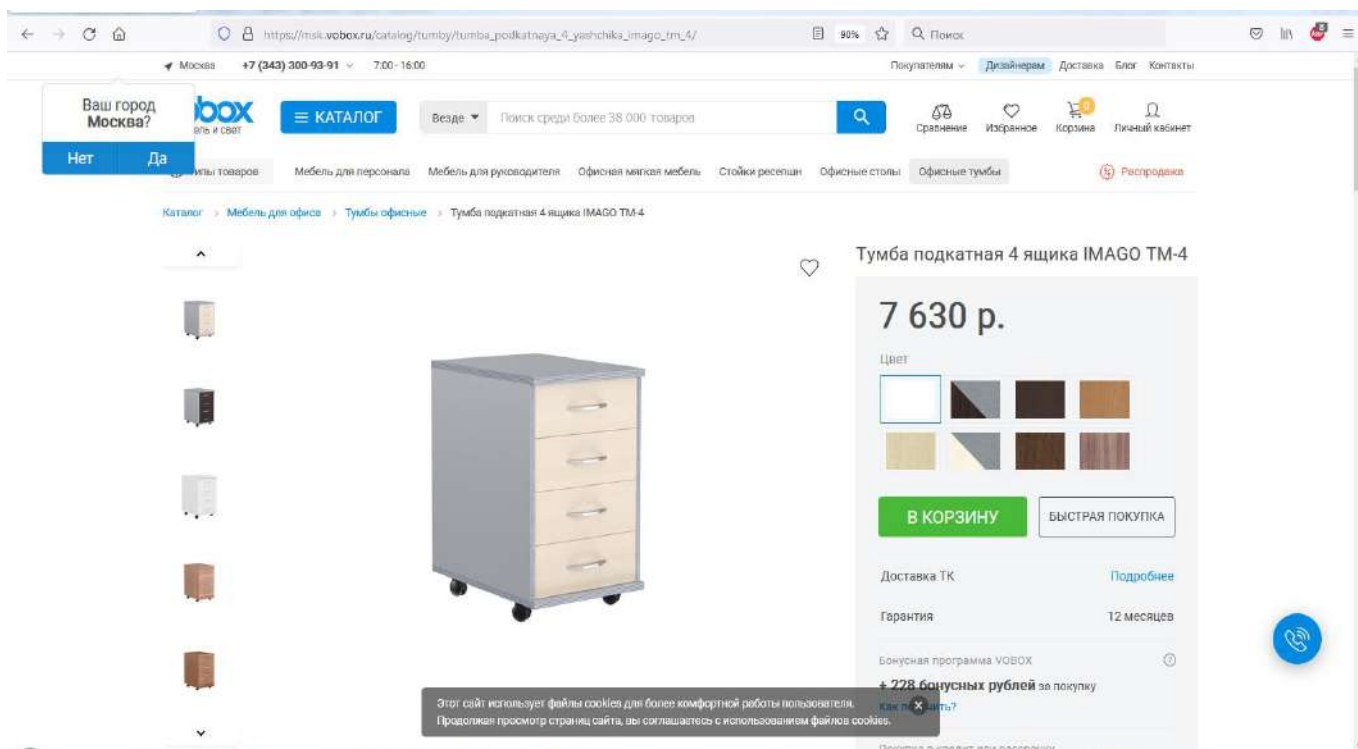 https://msk.vobox.ru/catalog/tumby/tumba_podkatnaya_4_yashchika_imago_tm_4/
90%
Поиск
Москва +7 (343) 300-93-91 7:00-16:00
Покупателям Дизайнерам Доставка Блог Контакты
Ваш город
Москва?
Нет Да
КАТАЛОГ
Везде
Поиск среди более 38 000 товаров
Сравнение Избранное
0
Корзина Личный кабинет
товаров Мебель для персонала Мебель для руководителя Офисная мягкая мебель Стойки ресепшн Офисные столы Офисные тумбы Распродажа
Каталог > Мебель для офиса > Тумбы офисные > Тумба подкатная 4 ящика IMAGO TM-4
Тумба подкатная 4 ящика IMAGO TM-4
7 630 р.
Цвет
В КОРЗИНУ БЫСТРАЯ ПОКУПКА
Доставка ТК Подробнее
Гарантия 12 месяцев
Бонусная программа VOBOX
+ 228 бонусных рублей за покупку
Этот сайт использует файлы cookies для более комфортной работы пользователя.
Продолжая просмотр страниц сайта, вы соглашаетесь с использованием файлов cookies.